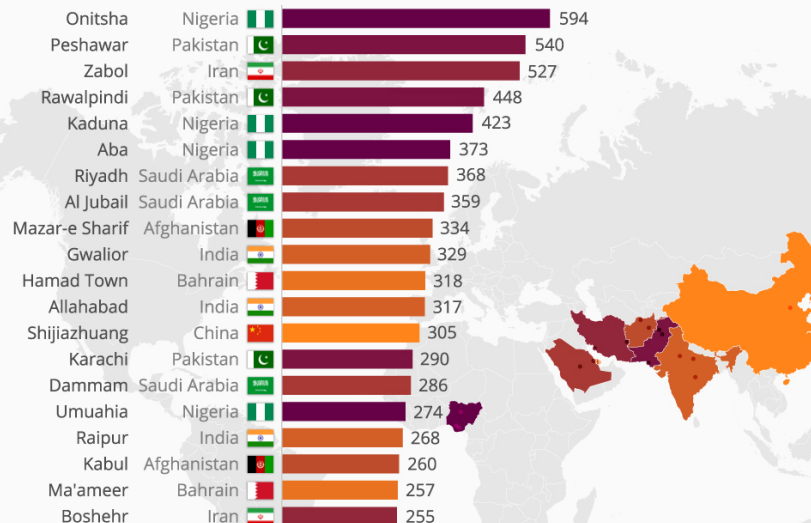 Onitsha Nigeria 594
Peshawar Pakistan 540
Zabol Iran 527
Rawalpindi Pakistan 448
Kaduna Nigeria 423
Aba Nigeria 373
Riyadh Saudi Arabia 368
Al Jubail Saudi Arabia 359
Mazar-e Sharif Afghanistan 334
Gwalior India 329
Hamad Town Bahrain 318
Allahabad India 317
Shijiazhuang China 305
Karachi Pakistan 290
Dammam Saudi Arabia 286
Umuahia Nigeria 274
Raipur India 268
Kabul Afghanistan 260
Ma'ameer Bahrain 257
Boshehr Iran 255